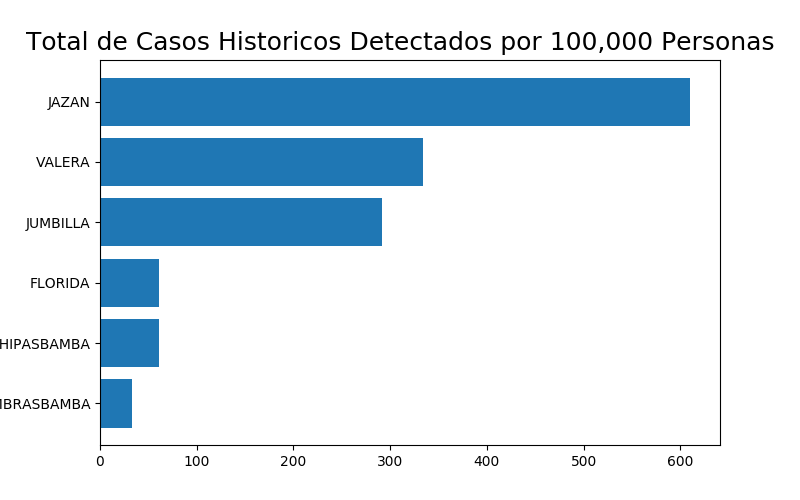 Total de Casos Historicos Detectados por 100,000 Personas
JAZAN
VALERA
JUMBILLA
FLORIDA
HIPASBAMBA
IBRASBAMBA
0 100 200 300 400 500 600